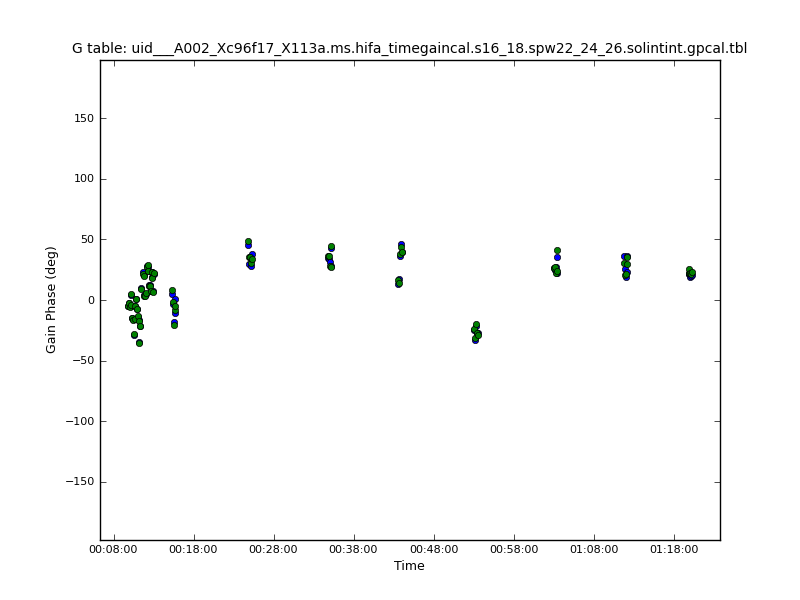 G table: uid___A002_Xc96f17_X113a.ms.hifa_timegaincal.s16_18.spw22_24_26.solintint.gpcal.tbl
Gain Phase (deg)
150
100
50
0
−50
−100
−150
00:08:00 00:18:00 00:28:00 00:38:00 00:48:00 00:58:00 01:08:00 01:18:00
Time